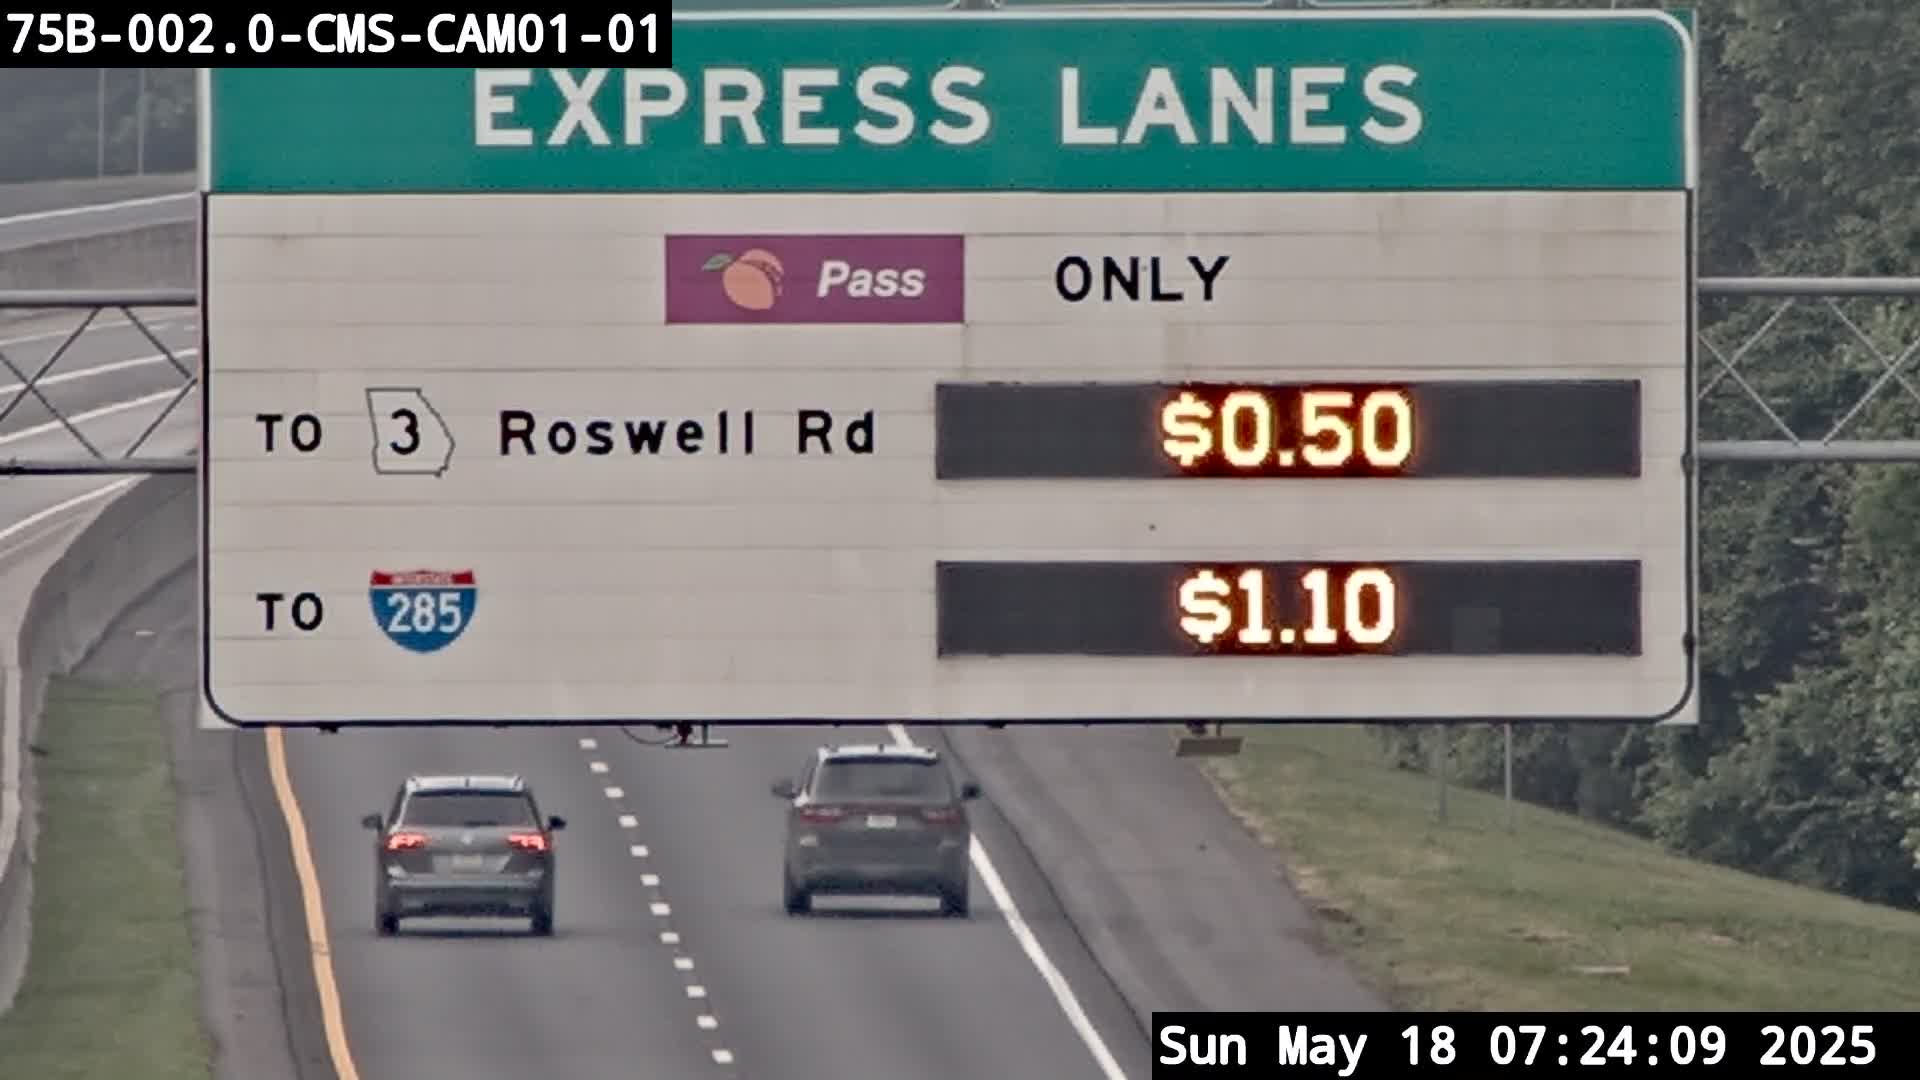 75B-002.0-CMS-CAM01-01
EXPRESS LANES
Pass ONLY
TO 3 Roswell Rd $0.50
INTERSTATE
TO 285 $1.10
Sun May 18 07:24:09 2025